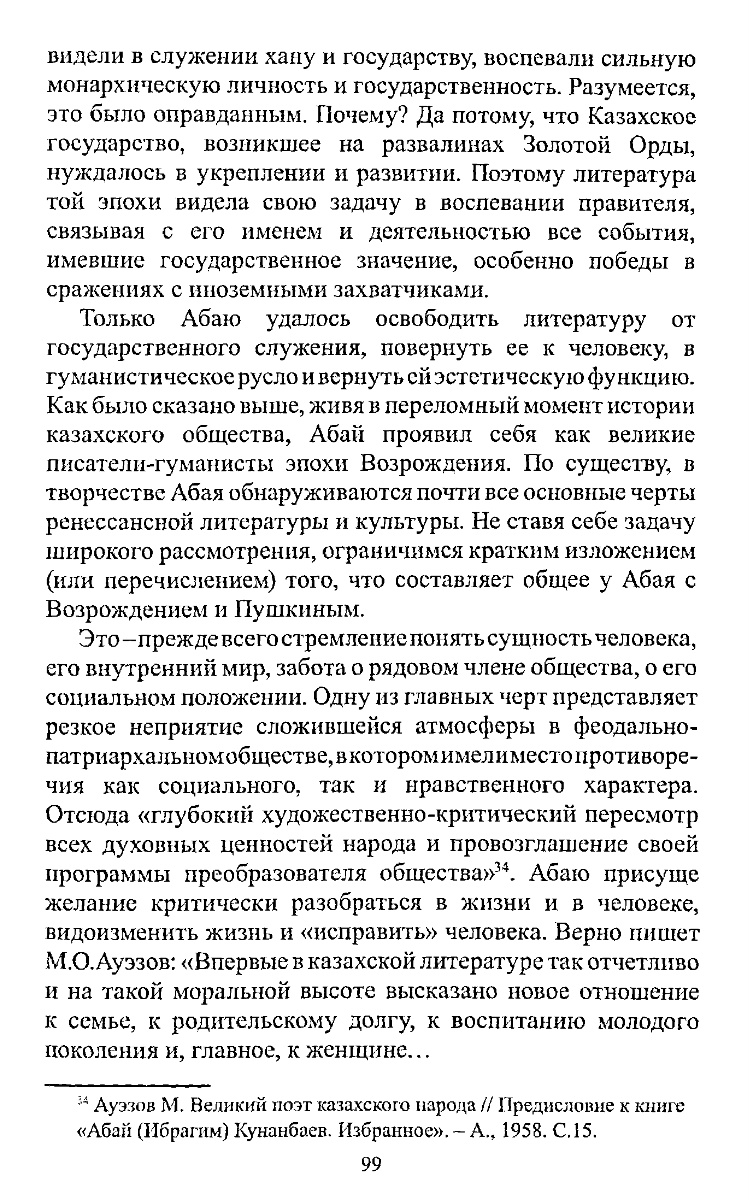 видели в служении хану и государству, воспевали сильную
монархическую личность и государственность. Разумеется,
это было оправданным. Почему? Да потому, что Казахское
государство, возникшее на развалинах Золотой Орды,
нуждалось в укреплении и развитии. Поэтому литература
той эпохи видела свою задачу в воспевании правителя,
связывая с его именем и деятельностью все события,
имевшие государственное значение, особенно победы в
сражениях с иноземными захватчиками.
Только Абаю удалось освободить литературу от
государственного служения, повернуть ее к человеку, в
гуманистическое русло и вернуть ей эстетическую функцию.
Как было сказано выше, живя в переломный момент истории
казахского общества, Абай проявил себя как великие
писатели-гуманисты эпохи Возрождения. По существу, в
творчестве Абая обнаруживаются почти все основные черты
ренессансной литературы и культуры. Не ставя себе задачу
широкого рассмотрения, ограничимся кратким изложением
(или перечислением) того, что составляет общее у Абая с
Возрождением и Пушкиным.
Это – прежде всего стремление понять сущность человека,
его внутренний мир, забота о рядовом члене общества, о его
социальном положении. Одну из главных черт представляет
резкое неприятие сложившейся атмосферы в феодально-
патриархальном обществе, в котором имели место противоре-
чия как социального, так и нравственного характера.
Отсюда «глубокий художественно-критический пересмотр
всех духовных ценностей народа и провозглашение своей
программы преобразователя общества»³⁴. Абаю присуще
желание критически разобраться в жизни и в человеке,
видоизменить жизнь и «исправить» человека. Верно пишет
М.О.Ауэзов: «Впервые в казахской литературе так отчетливо
и на такой моральной высоте высказано новое отношение
к семье, к родительскому долгу, к воспитанию молодого
поколения и, главное, к женщине…
³⁴ Ауэзов М. Великий поэт казахского народа // Предисловие к книге
«Абай (Ибрагим) Кунанбаев. Избранное». – А., 1958. С.15.
99